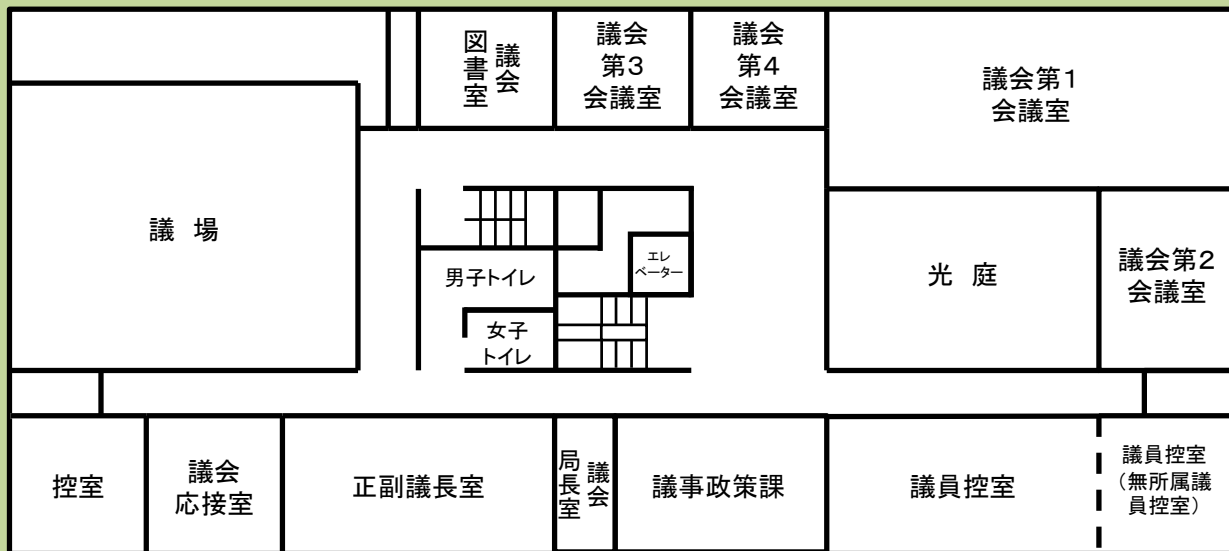 議会
図書室
議会
第3
会議室
議会
第4
会議室
議会第1
会議室
議 場
男子トイレ
女子
トイレ
エレ
ベーター
光 庭
議会第2
会議室
控室
議会
応接室
正副議長室
議会
局長室
議事政策課
議員控室
議員控室
(無所属議
員控室)